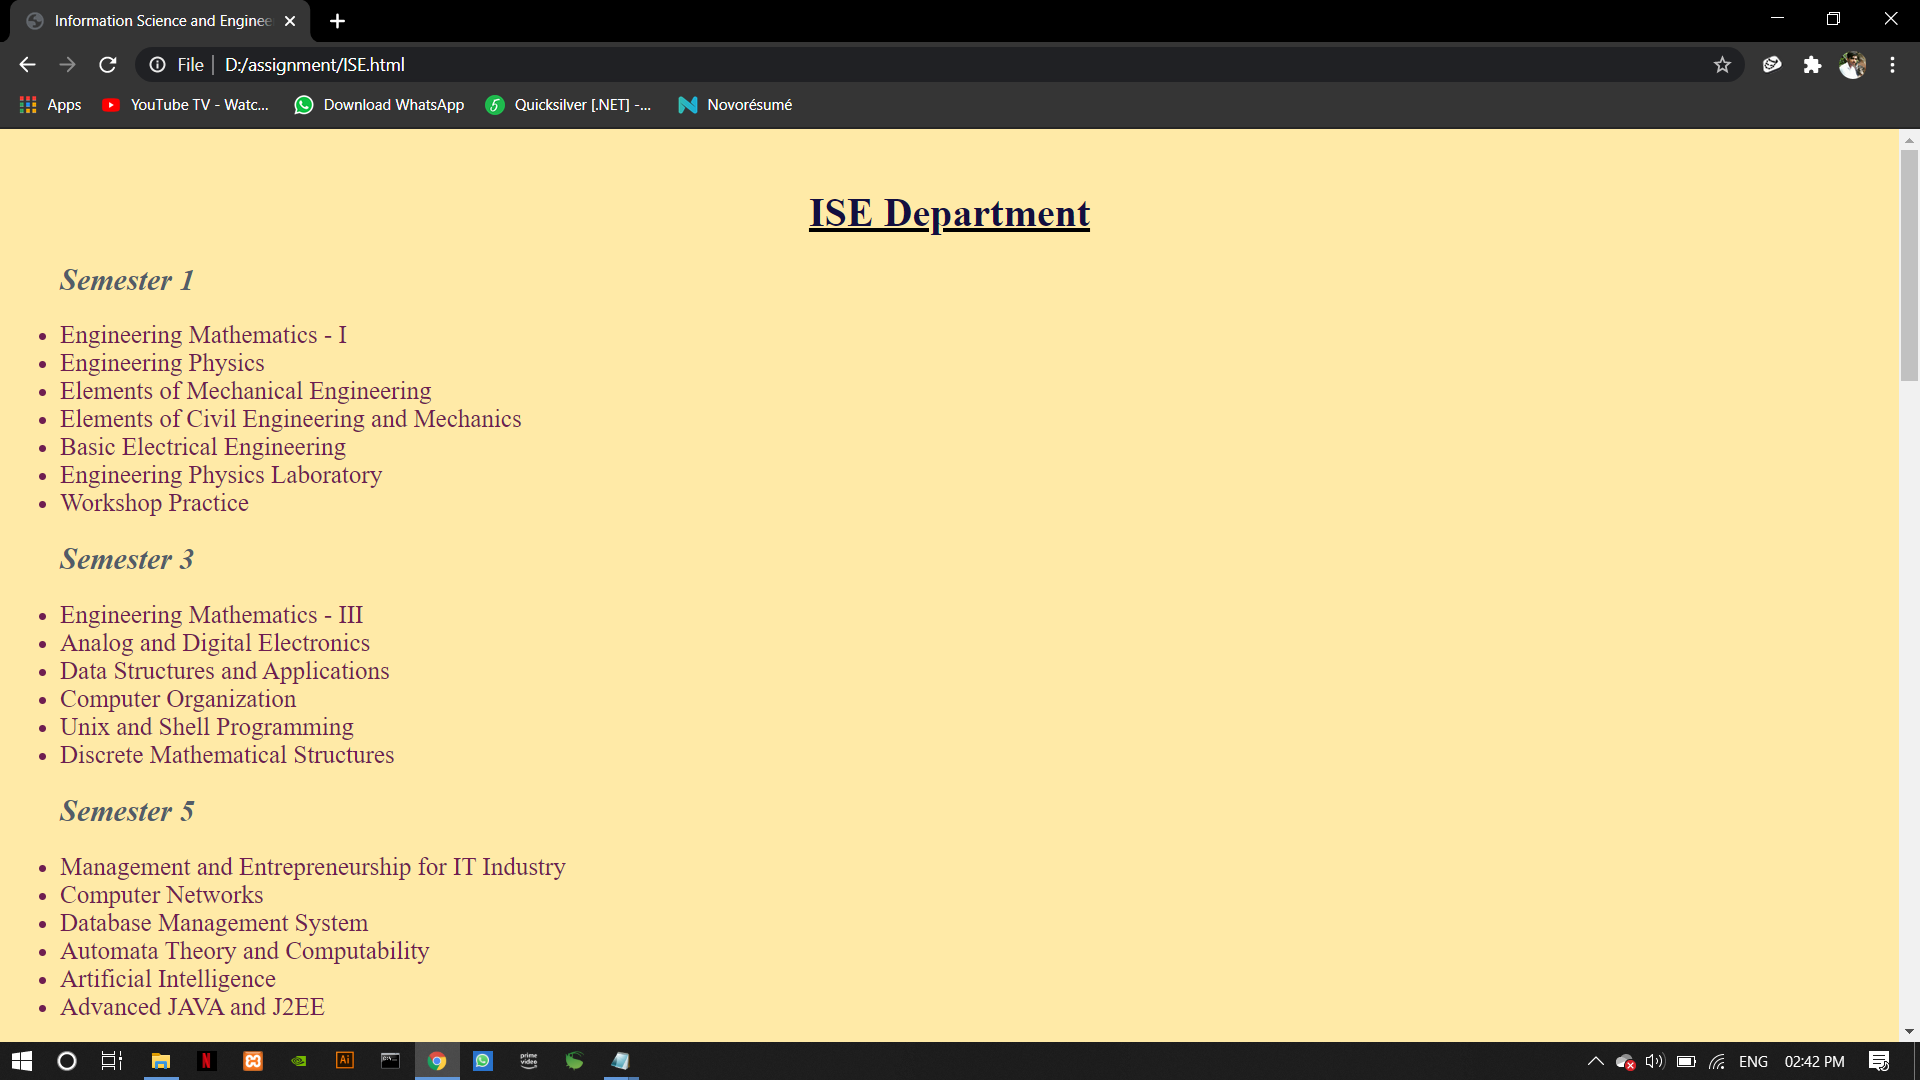 Information Science and Enginee
File
D:/assignment/ISE.html
Apps
YouTube TV - Watc...
Download WhatsApp
Quicksilver [.NET] -...
Novorésumé
ISE Department
Semester 1
Engineering Mathematics - I
Engineering Physics
Elements of Mechanical Engineering
Elements of Civil Engineering and Mechanics
Basic Electrical Engineering
Engineering Physics Laboratory
Workshop Practice
Semester 3
Engineering Mathematics - III
Analog and Digital Electronics
Data Structures and Applications
Computer Organization
Unix and Shell Programming
Discrete Mathematical Structures
Semester 5
Management and Entrepreneurship for IT Industry
Computer Networks
Database Management System
Automata Theory and Computability
Artificial Intelligence
Advanced JAVA and J2EE
N
Ai
prime video
ENG
02:42 PM